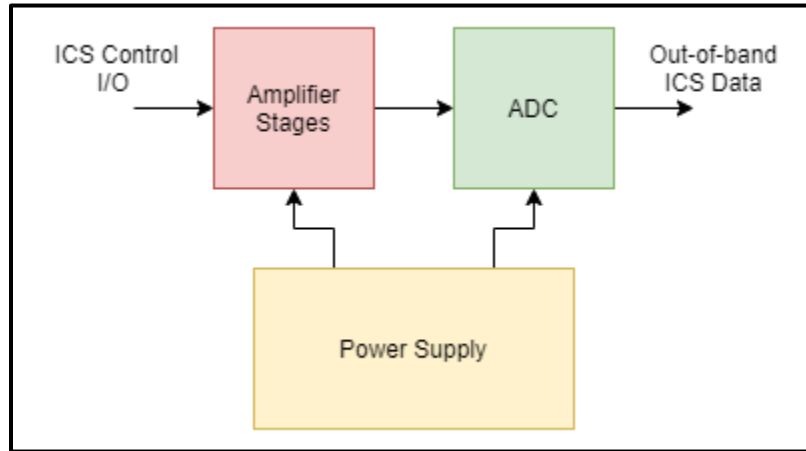 ICS Control
I/O
Amplifier
Stages
ADC
Out-of-band
ICS Data
Power Supply